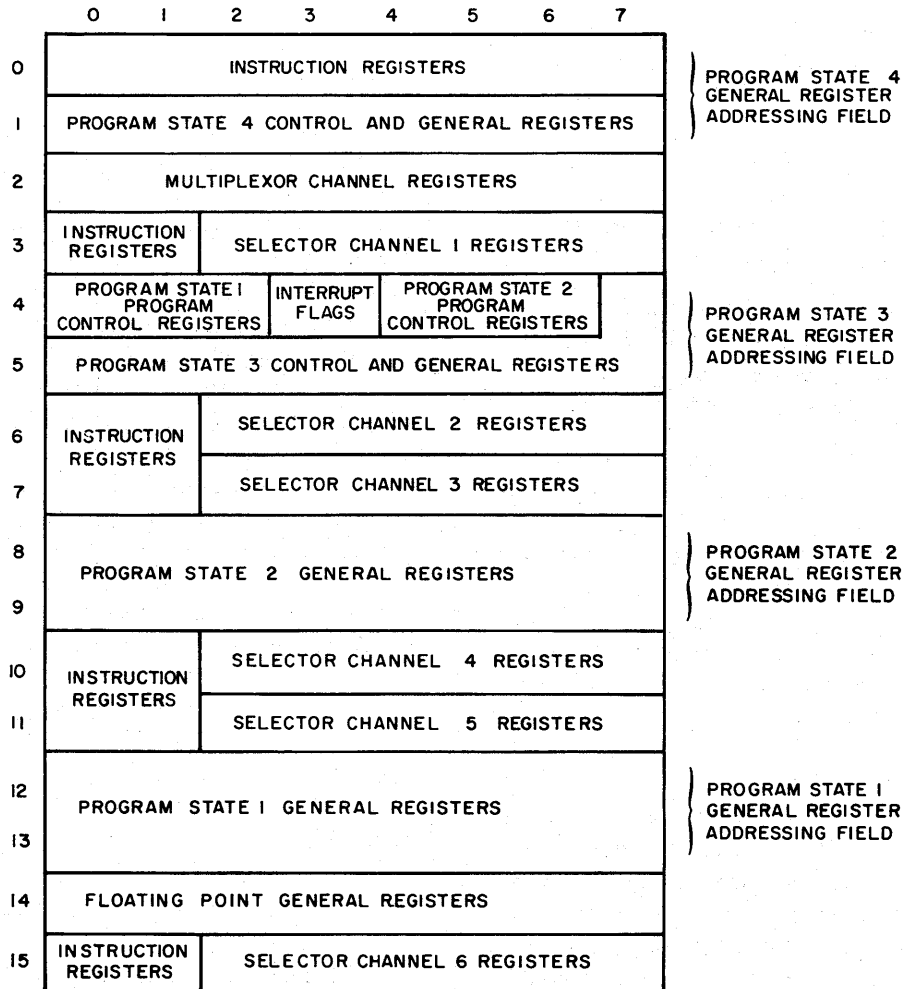 0 1 2 3 4 5 6 7
0 INSTRUCTION REGISTERS
PROGRAM STATE 4
GENERAL REGISTER
ADDRESSING FIELD
1 PROGRAM STATE 4 CONTROL AND GENERAL REGISTERS
2 MULTIPLEXOR CHANNEL REGISTERS
3 INSTRUCTION
REGISTERS
SELECTOR CHANNEL 1 REGISTERS
4 PROGRAM STATE 1
PROGRAM
CONTROL REGISTERS
INTERRUPT
FLAGS
PROGRAM STATE 2
PROGRAM
CONTROL REGISTERS
PROGRAM STATE 3
GENERAL REGISTER
ADDRESSING FIELD
5 PROGRAM STATE 3 CONTROL AND GENERAL REGISTERS
6 INSTRUCTION
REGISTERS
SELECTOR CHANNEL 2 REGISTERS
7 SELECTOR CHANNEL 3 REGISTERS
8
PROGRAM STATE 2 GENERAL REGISTERS
9
PROGRAM STATE 2
GENERAL REGISTER
ADDRESSING FIELD
10 INSTRUCTION
REGISTERS
SELECTOR CHANNEL 4 REGISTERS
11 SELECTOR CHANNEL 5 REGISTERS
12
PROGRAM STATE 1 GENERAL REGISTERS
13
PROGRAM STATE 1
GENERAL REGISTER
ADDRESSING FIELD
14 FLOATING POINT GENERAL REGISTERS
15 INSTRUCTION
REGISTERS
SELECTOR CHANNEL 6 REGISTERS